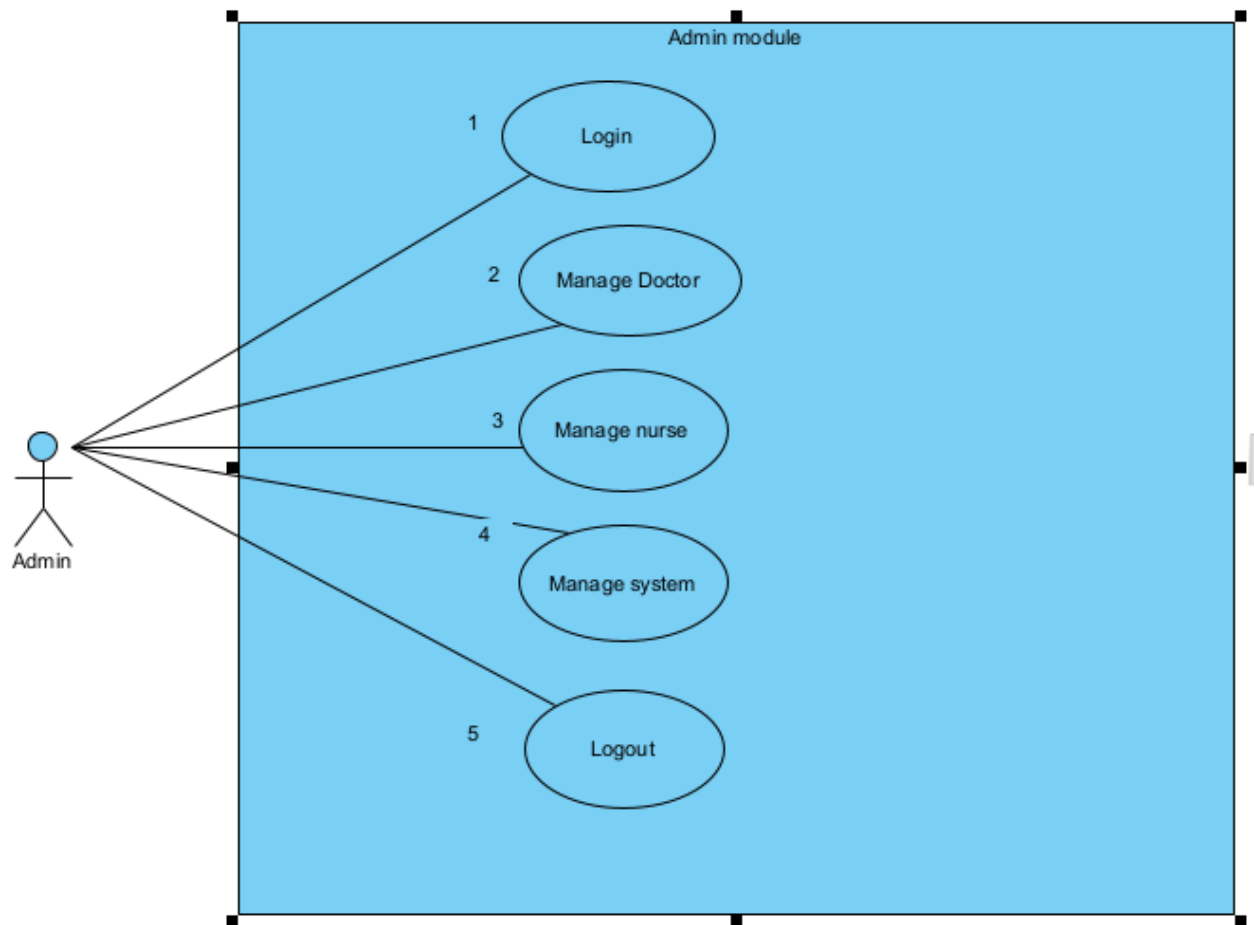 Admin module
1
Login
2
Manage Doctor
3
Manage nurse
4
Manage system
5
Logout
Admin